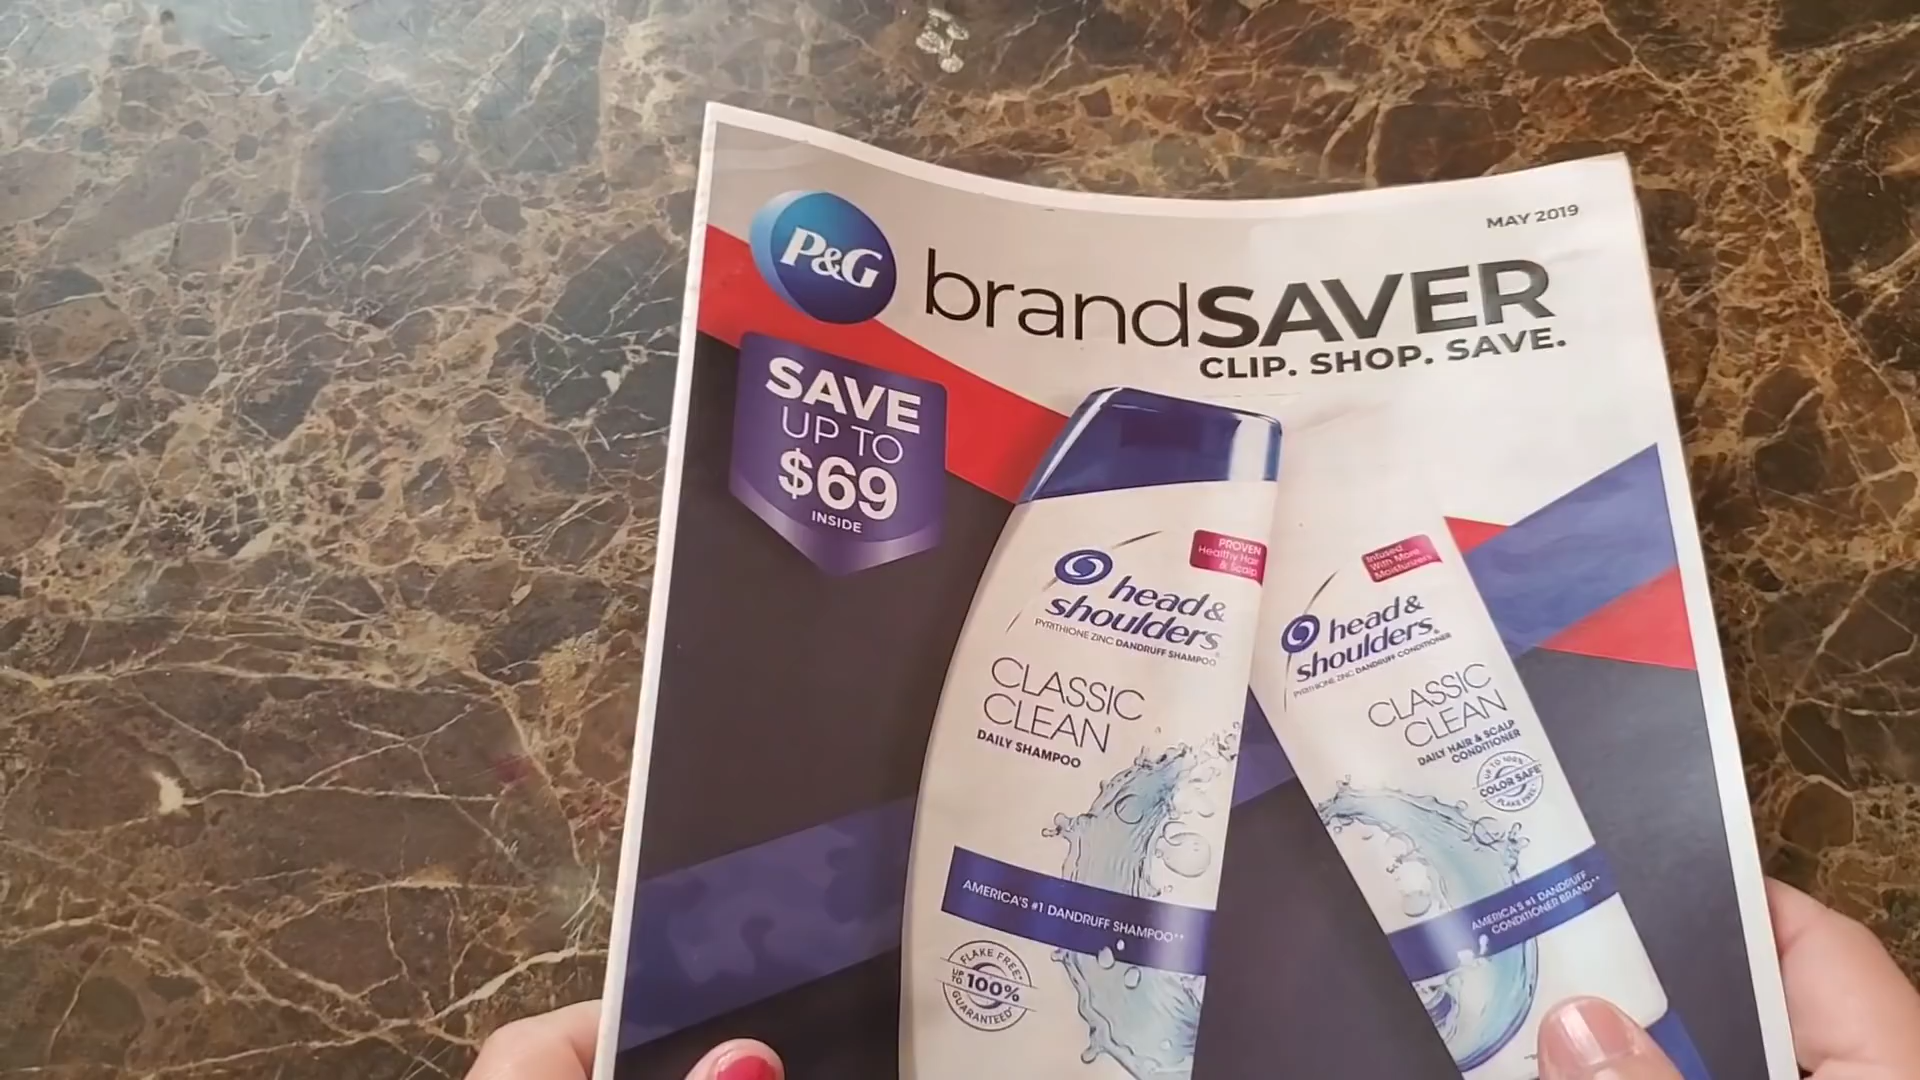 MAY 2019
P&G
brandSAVER
CLIP. SHOP. SAVE.
SAVE
UP TO
$69
INSIDE
PROVEN
Healthy Hair
& Scalp
head&
shoulders
PYRITHIONE ZINC DANDRUFF SHAMPOO
CLASSIC
CLEAN
DAILY SHAMPOO
AMERICA'S #1 DANDRUFF SHAMPOO**
FLAKE FREE*
UP TO 100%
GUARANTEED
Infused
With More
Moisturizers
head&
shoulders
PYRITHIONE ZINC DANDRUFF CONDITIONER
CLASSIC
CLEAN
DAILY HAIR & SCALP
CONDITIONER
UP TO 100%
COLOR SAFE
FLAKE FREE*
AMERICA'S #1 DANDRUFF
CONDITIONER BRAND**